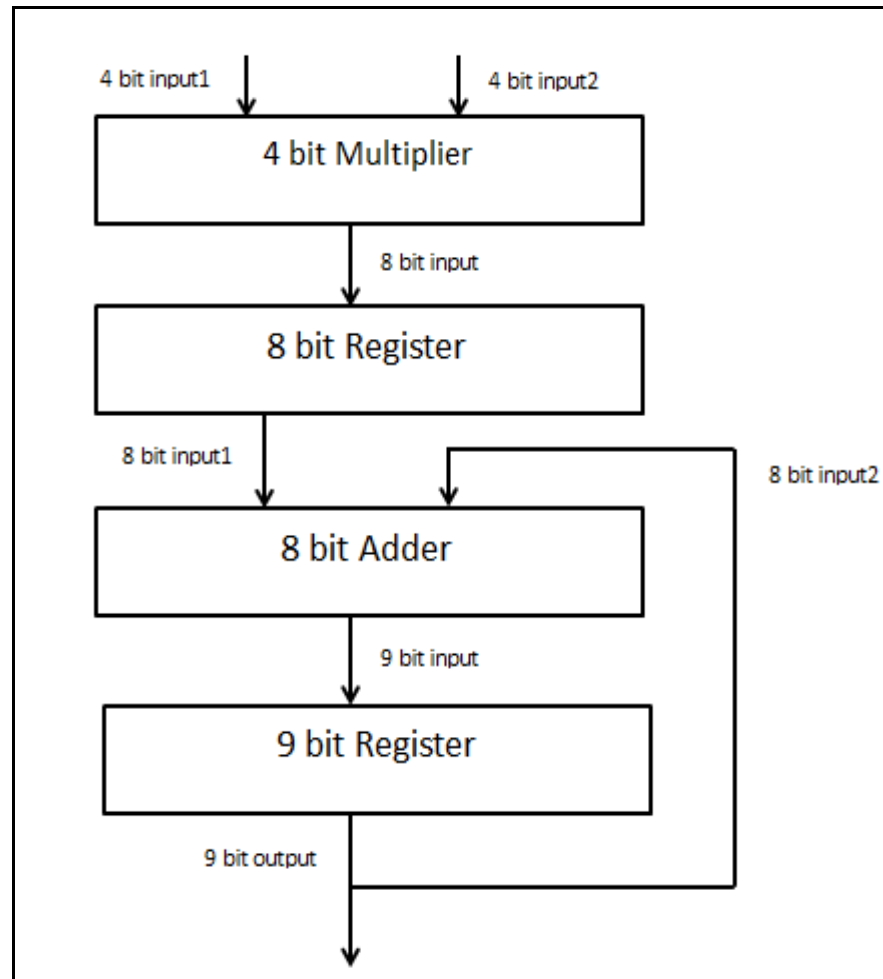 4 bit input1
4 bit input2
4 bit Multiplier
8 bit input
8 bit Register
8 bit input1
8 bit input2
8 bit Adder
9 bit input
9 bit Register
9 bit output